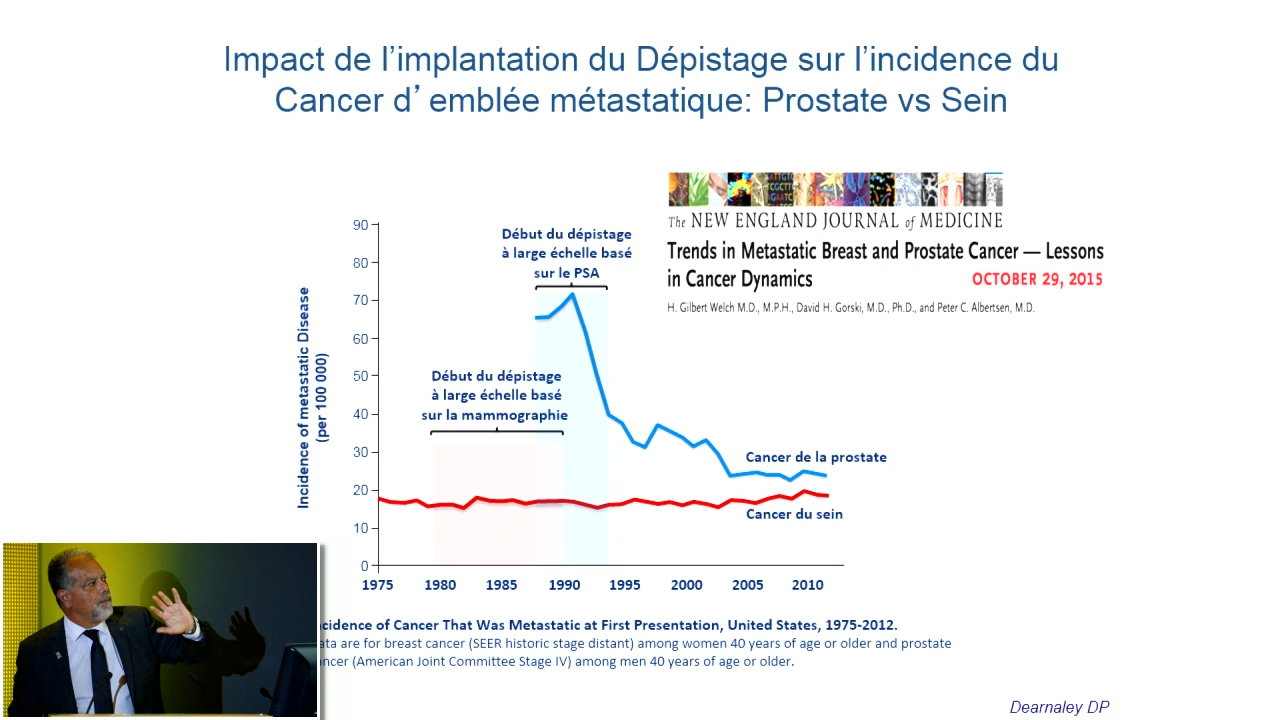 Impact de l’implantation du Dépistage sur l’incidence du
Cancer d’ emblée métastatique: Prostate vs Sein
The NEW ENGLAND JOURNAL of MEDICINE
Trends in Metastatic Breast and Prostate Cancer — Lessons
in Cancer Dynamics
OCTOBER 29, 2015
H. Gilbert Welch M.D., M.P.H., David H. Gorski, M.D., Ph.D., and Peter C. Albertsen, M.D.
Incidence of metastatic Disease
(per 100 000)
90
80
70
60
50
40
30
20
10
0
Début du dépistage
à large échelle basé
sur le PSA
Début du dépistage
à large échelle basé
sur la mammographie
Cancer de la prostate
Cancer du sein
1975 1980 1985 1990 1995 2000 2005 2010
cidence of Cancer That Was Metastatic at First Presentation, United States, 1975-2012.
ata are for breast cancer (SEER historic stage distant) among women 40 years of age or older and prostate
ncer (American Joint Committee Stage IV) among men 40 years of age or older.
Dearnaley DP